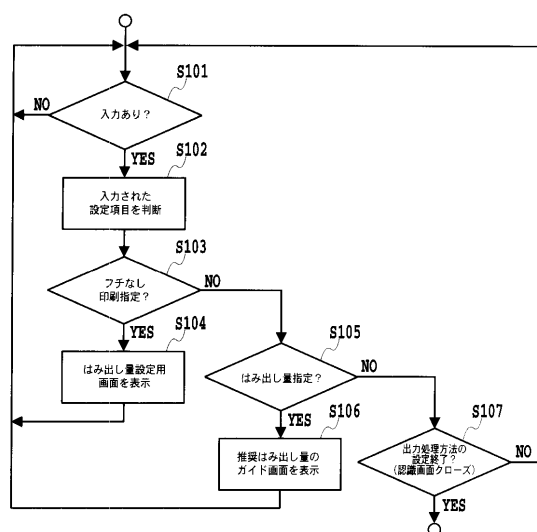 S101
入力あり?
NO
YES
S102
入力された
設定項目を判断
S103
フチなし
印刷指定?
NO
YES
S104
はみ出し量設定用
画面を表示
S105
はみ出し量指定?
NO
YES
S106
推奨はみ出し量の
ガイド画面を表示
S107
出力処理方法の
設定終了?
(認識画面クローズ)
NO
YES